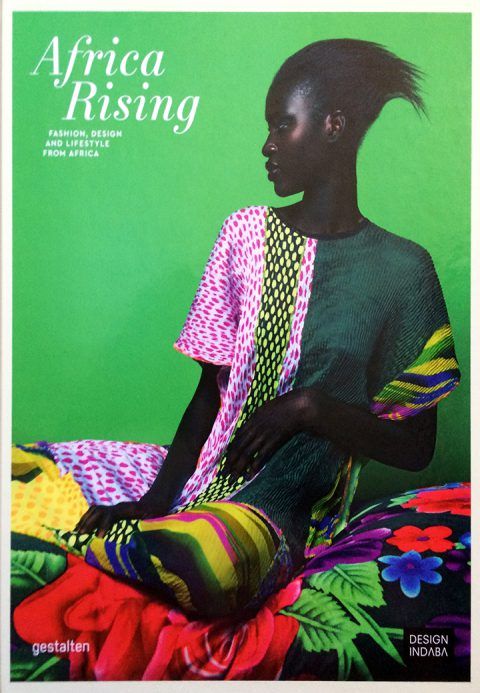 Africa
Rising
FASHION, DESIGN
AND LIFESTYLE
FROM AFRICA
gestalten
DESIGN
INDABA